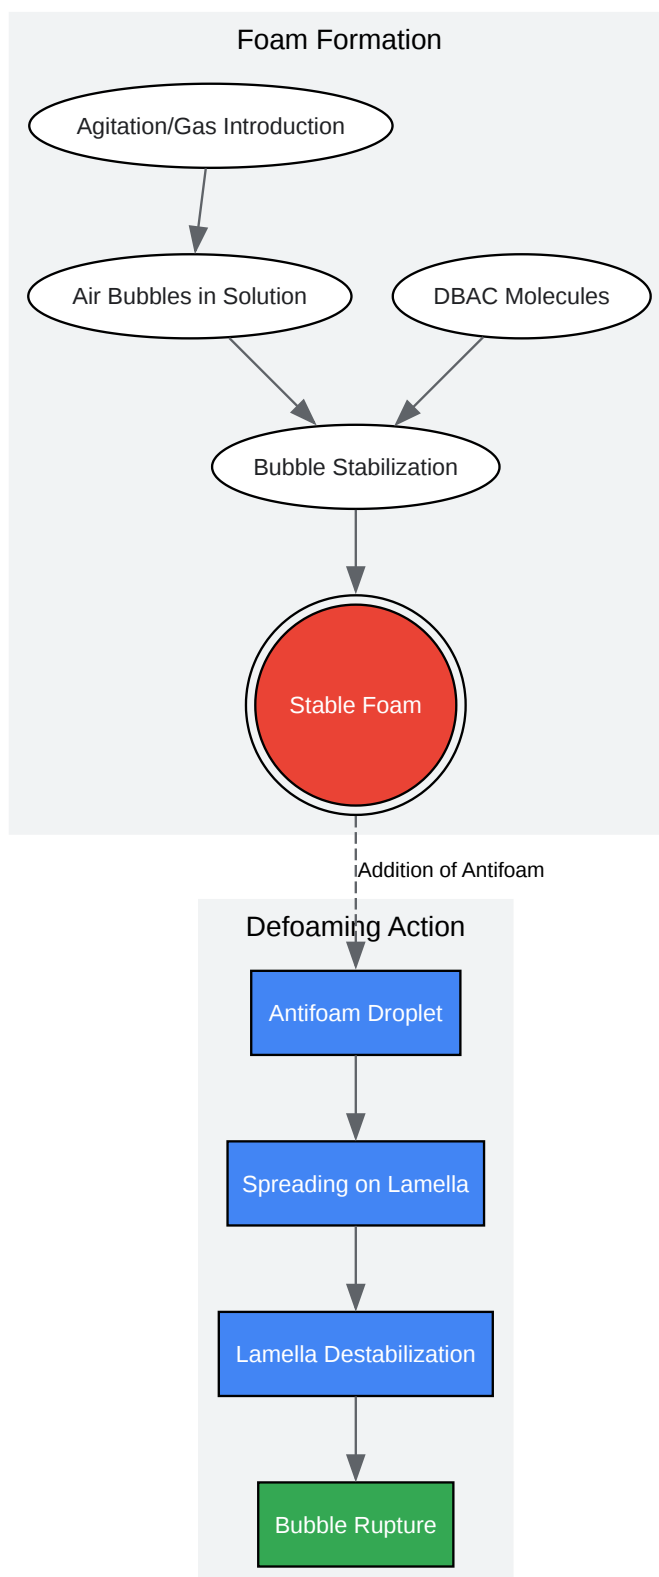 Foam Formation
Agitation/Gas Introduction
Air Bubbles in Solution
DBAC Molecules
Bubble Stabilization
Stable Foam
Addition of Antifoam
Defoaming Action
Antifoam Droplet
Spreading on Lamella
Lamella Destabilization
Bubble Rupture